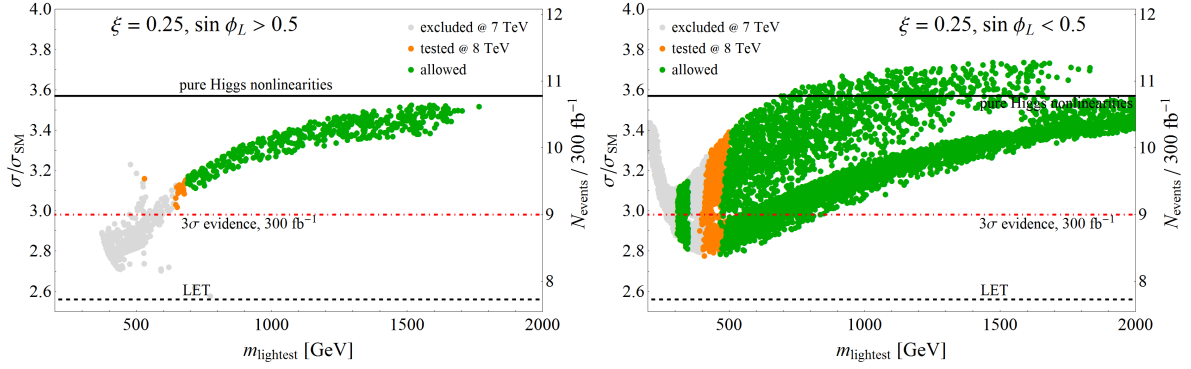 ξ = 0.25, sin ϕ_L > 0.5
excluded @ 7 TeV
tested @ 8 TeV
allowed
pure Higgs nonlinearities
3σ evidence, 300 fb⁻¹
LET
σ/σ_SM
4.0
3.8
3.6
3.4
3.2
3.0
2.8
2.6
12
11
10
9
8
N_events / 300 fb⁻¹
500
1000
1500
2000
m_lightest [GeV]
ξ = 0.25, sin ϕ_L < 0.5
excluded @ 7 TeV
tested @ 8 TeV
allowed
pure Higgs nonlinearities
3σ evidence, 300 fb⁻¹
LET
σ/σ_SM
4.0
3.8
3.6
3.4
3.2
3.0
2.8
2.6
12
11
10
9
8
N_events / 300 fb⁻¹
500
1000
1500
2000
m_lightest [GeV]